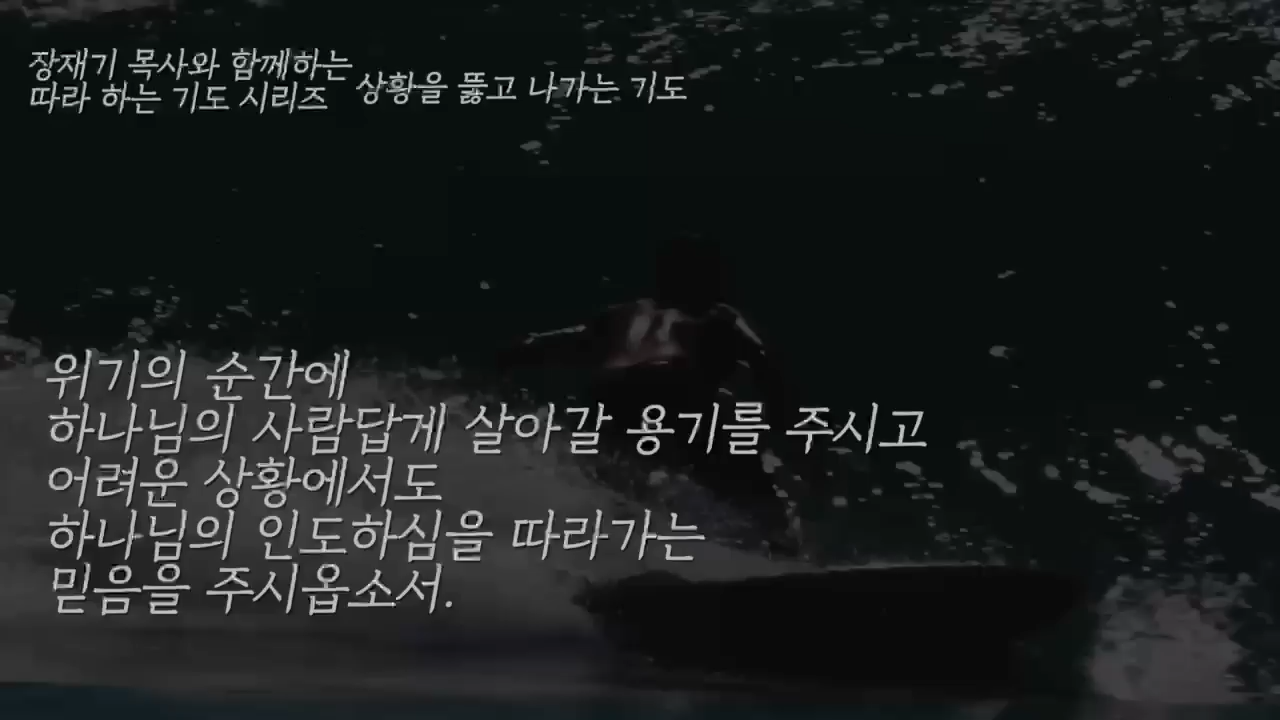 장재기 목사와 함께하는
따라 하는 기도 시리즈
상황을 뚫고 나가는 기도
위기의 순간에
하나님의 사람답게 살아갈 용기를 주시고
어려운 상황에서도
하나님의 인도하심을 따라가는
믿음을 주시옵소서.